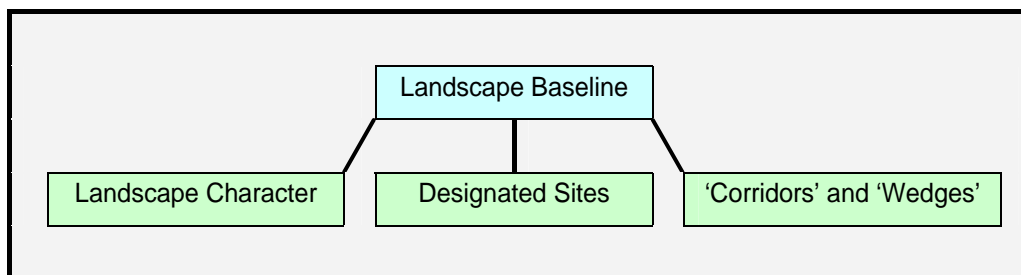 Landscape Baseline
Landscape Character
Designated Sites
‘Corridors’ and ‘Wedges’